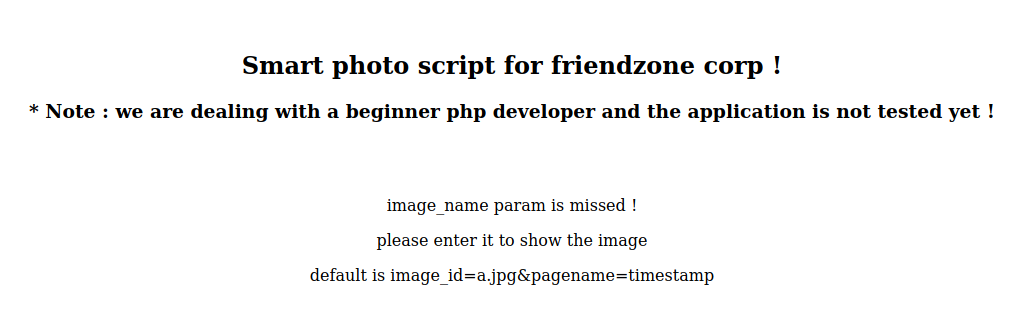 Smart photo script for friendzone corp !
* Note : we are dealing with a beginner php developer and the application is not tested yet !
image_name param is missed !
please enter it to show the image
default is image_id=a.jpg&pagename=timestamp